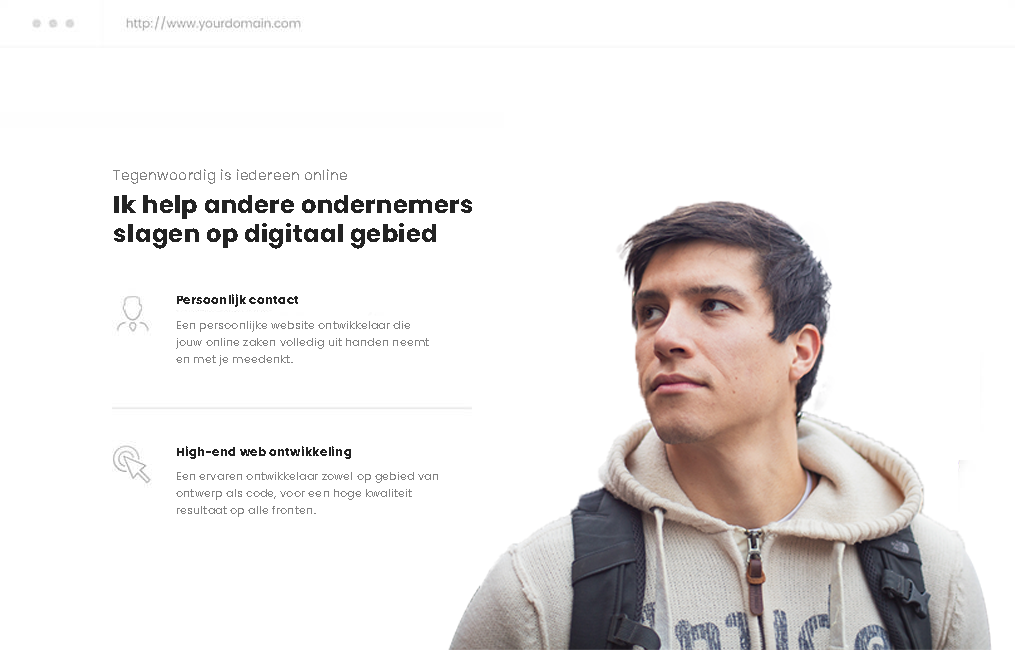 http://www.yourdomain.com
Tegenwoordig is iedereen online
Ik help andere ondernemers
slagen op digitaal gebied
Persoonlijk contact
Een persoonlijke website ontwikkelaar die
jouw online zaken volledig uit handen neemt
en met je meedenkt.
High-end web ontwikkeling
Een ervaren ontwikkelaar zowel op gebied van
ontwerp als code, voor een hoge kwaliteit
resultaat op alle fronten.